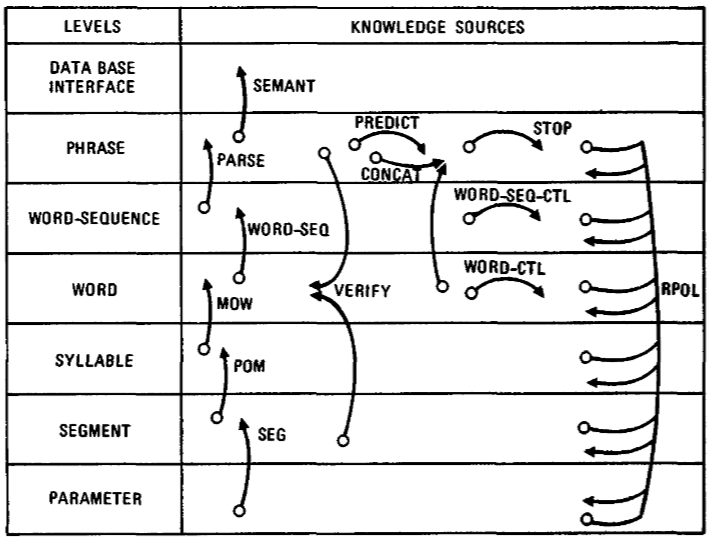 LEVELS
KNOWLEDGE SOURCES
DATA BASE
INTERFACE
SEMANT
PHRASE
PARSE
PREDICT
CONCAT
STOP
WORD-SEQUENCE
WORD-SEQ
WORD-SEQ-CTL
WORD
MOW
VERIFY
WORD-CTL
RPOL
SYLLABLE
POM
SEGMENT
SEG
PARAMETER